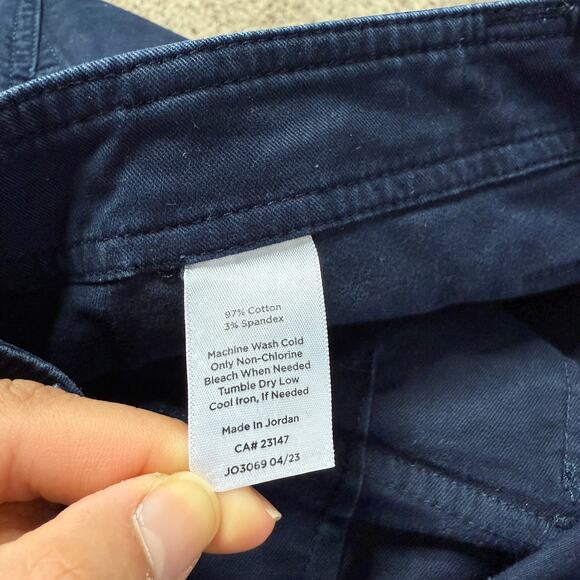 97% Cotton
3% Spandex
Machine Wash Cold
Only Non-Chlorine
Bleach When Needed
Tumble Dry Low
Cool Iron, If Needed
Made In Jordan
CA# 23147
JO3069 04/23